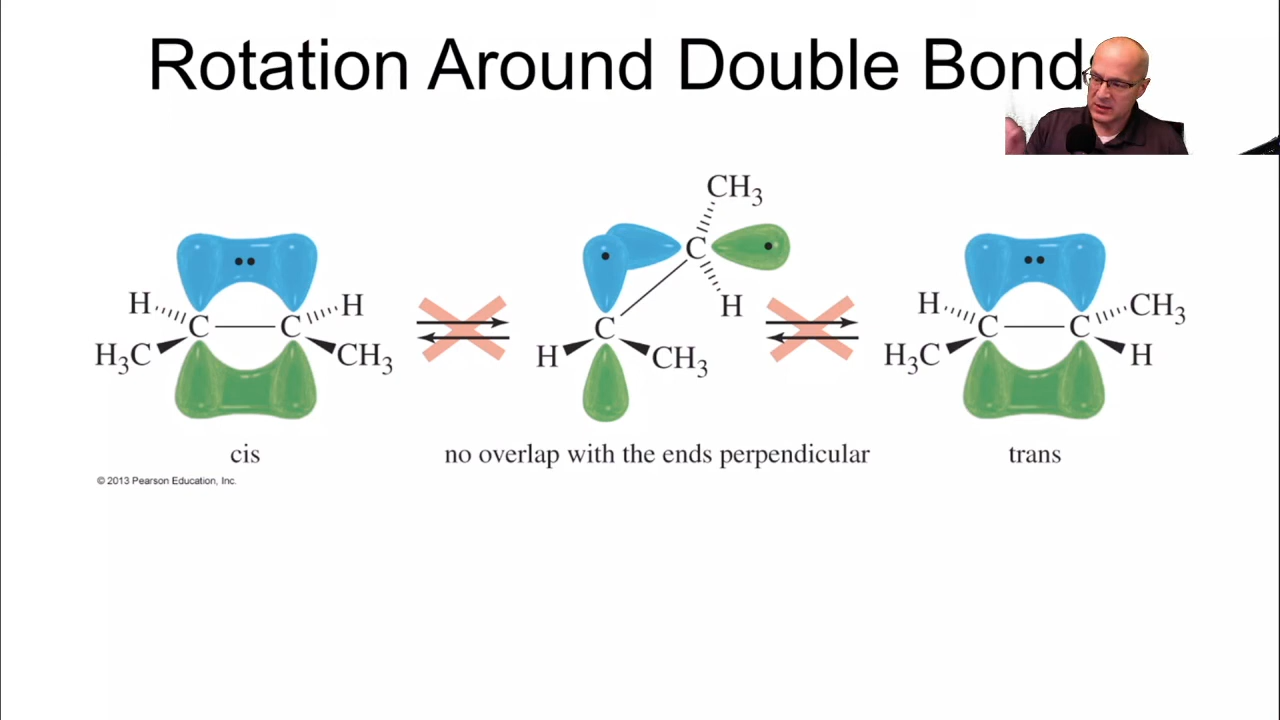 Rotation Around Double Bond
CH3
H H
C
H
C C
H3C CH3
C
H CH3
H CH3
C C
H3C H
cis
no overlap with the ends perpendicular
trans
© 2013 Pearson Education, Inc.